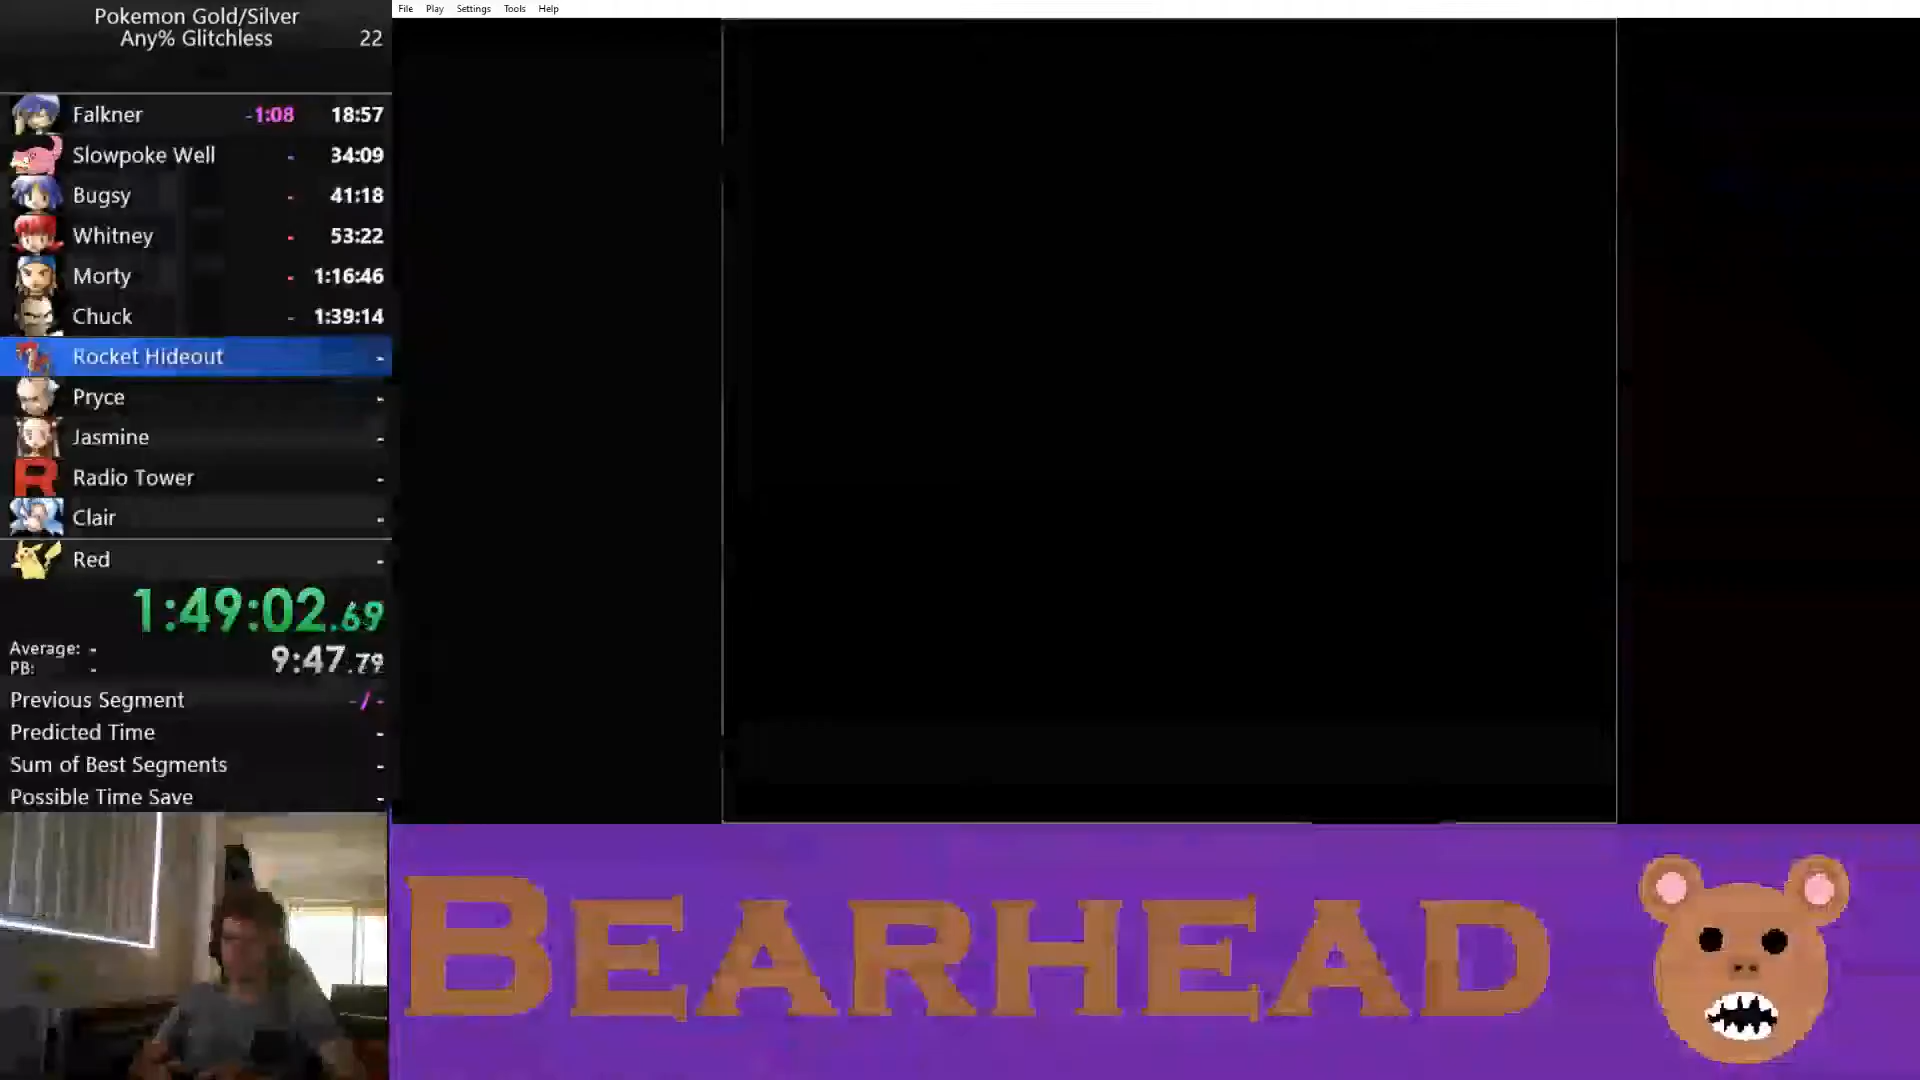 File Play Settings Tools Help
Pokemon Gold/Silver
Any% Glitchless 22
Falkner -1:08 18:57
Slowpoke Well - 34:09
Bugsy - 41:18
Whitney - 53:22
Morty - 1:16:46
Chuck - 1:39:14
Rocket Hideout -
Pryce -
Jasmine -
R Radio Tower -
Clair -
Red -
1:49:02.69
Average: -
PB: - 9:47.79
Previous Segment - / -
Predicted Time -
Sum of Best Segments -
Possible Time Save -
BEARHEAD